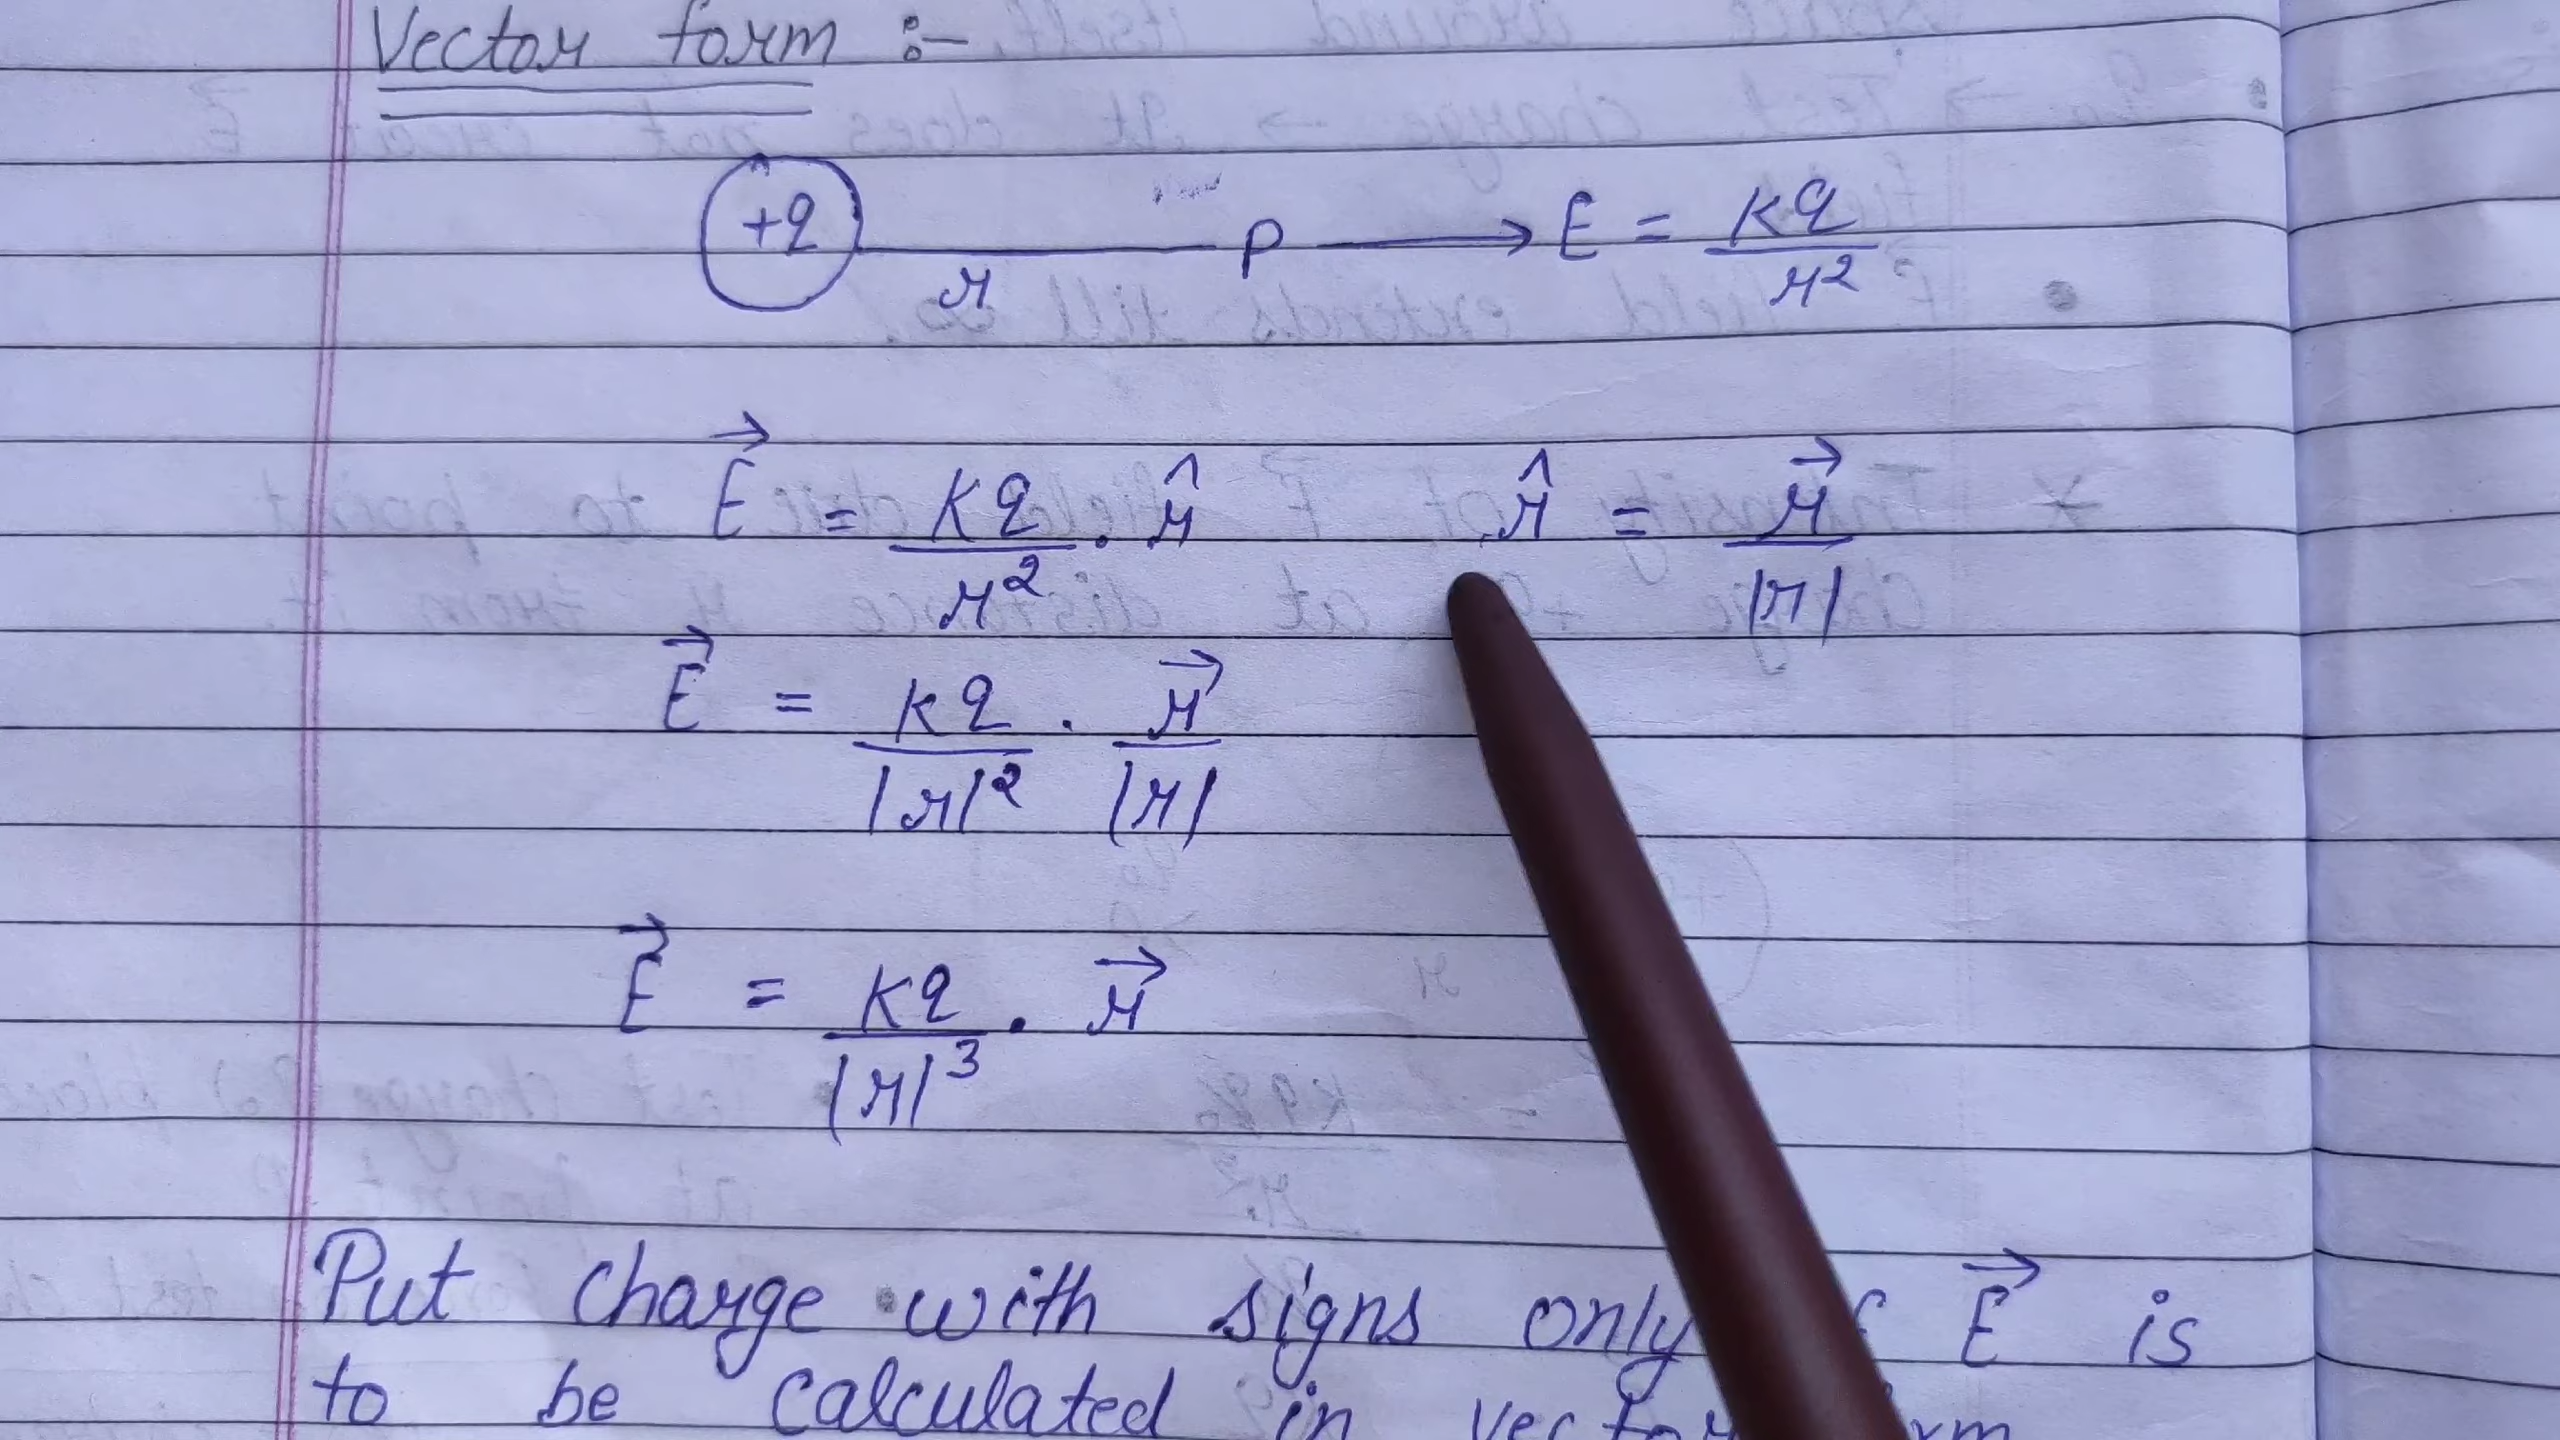 Vector form :-
+q r P → E = Kq/r²
E⃗ = Kq/r² . r̂ r̂ = r⃗/|r|
E⃗ = Kq/|r|² . r⃗/|r|
E⃗ = Kq/|r|³ . r⃗
Put charge with signs only E⃗ is
to be calculated in